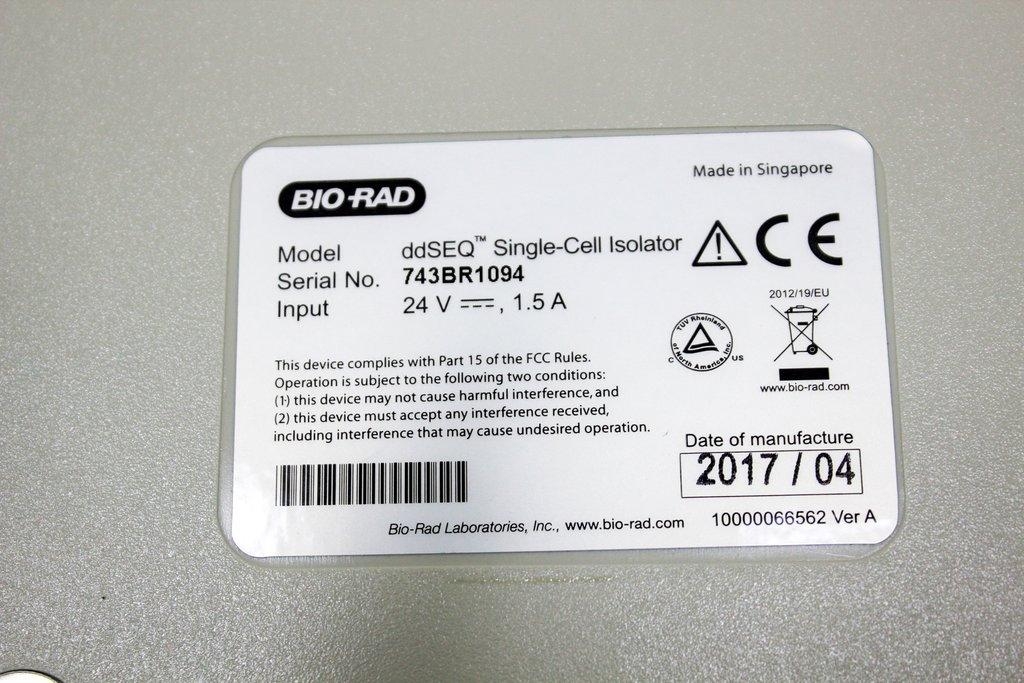 Made in Singapore
BIO-RAD
Model ddSEQ™ Single-Cell Isolator
Serial No. 743BR1094
Input 24 V ⎓, 1.5 A
2012/19/EU
TÜV Rheinland of North America, Inc.
C US
www.bio-rad.com
This device complies with Part 15 of the FCC Rules.
Operation is subject to the following two conditions:
(1) this device may not cause harmful interference, and
(2) this device must accept any interference received,
including interference that may cause undesired operation.
Date of manufacture
2017 / 04
Bio-Rad Laboratories, Inc., www.bio-rad.com
10000066562 Ver A